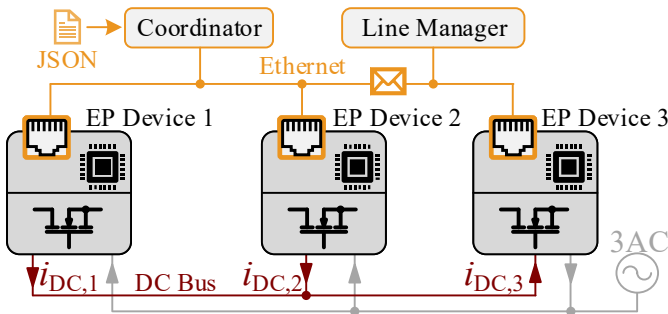 Coordinator
Line Manager
JSON
Ethernet
EP Device 1
EP Device 2
EP Device 3
3AC
iDC,1
DC Bus
iDC,2
iDC,3